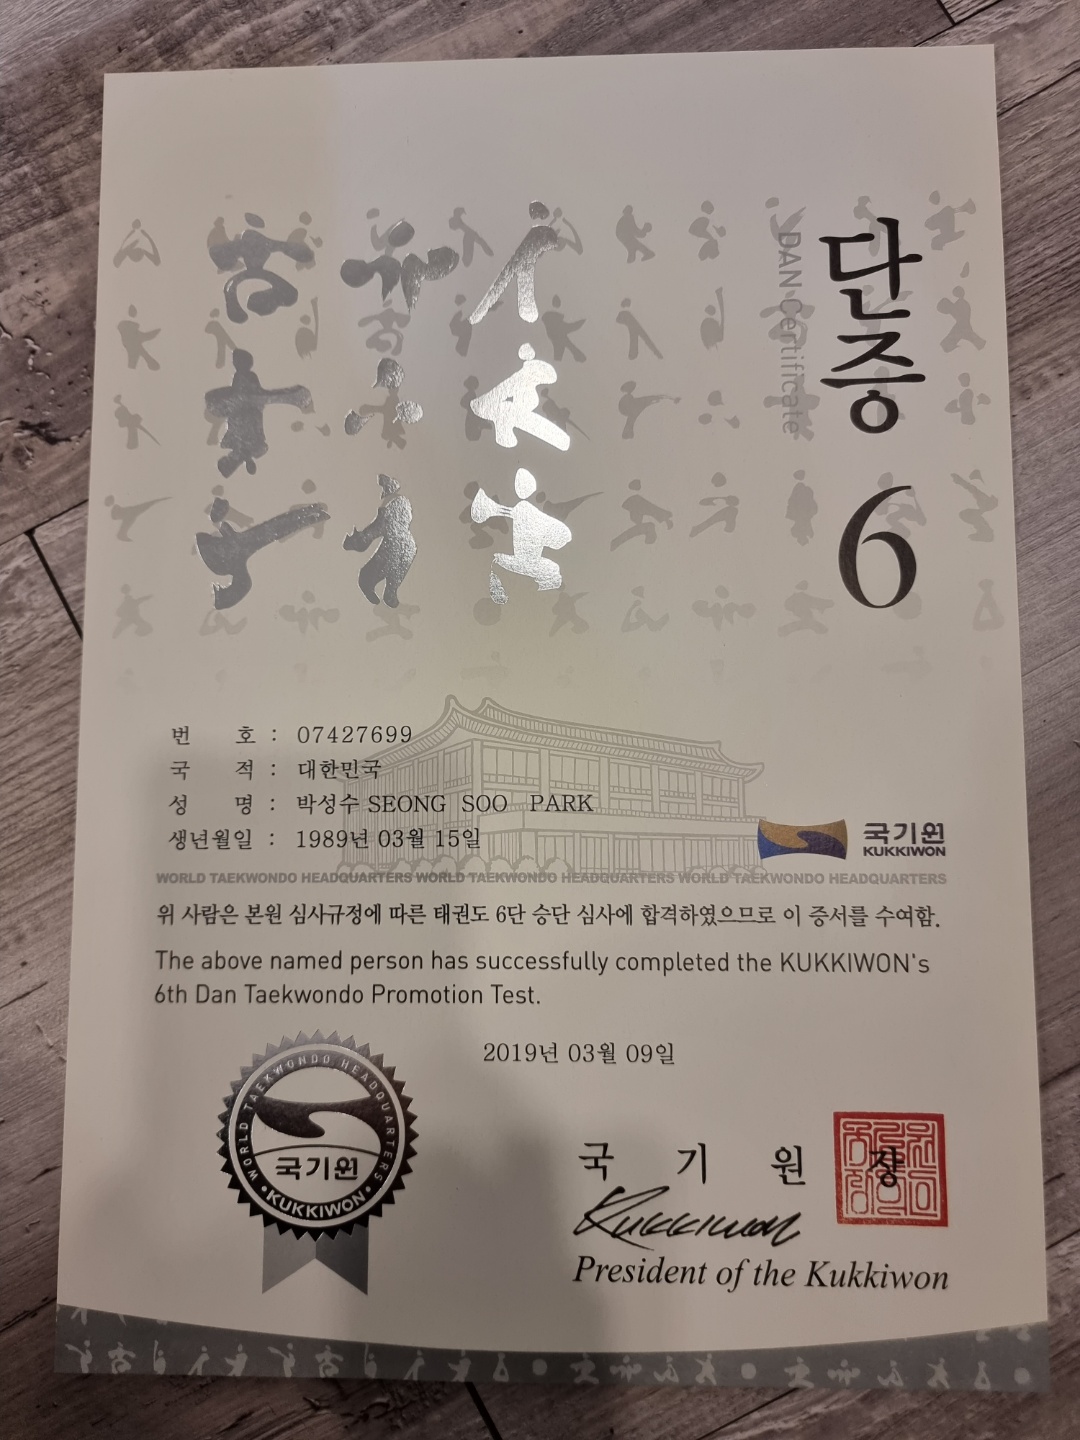 단증 6
DAN Certificate
번 호 : 07427699
국 적 : 대한민국
성 명 : 박성수 SEONG SOO PARK
생년월일 : 1989년 03월 15일
국기원
KUKKIWON
WORLD TAEKWONDO HEADQUARTERS WORLD TAEKWONDO HEADQUARTERS WORLD TAEKWONDO HEADQUARTERS
위 사람은 본원 심사규정에 따른 태권도 6단 승단 심사에 합격하였으므로 이 증서를 수여함.
The above named person has successfully completed the KUKKIWON's
6th Dan Taekwondo Promotion Test.
2019년 03월 09일
WORLD TAEKWONDO HEADQUARTERS
국기원
•KUKKIWON•
국 기 원 장
Kukkiwon
President of the Kukkiwon